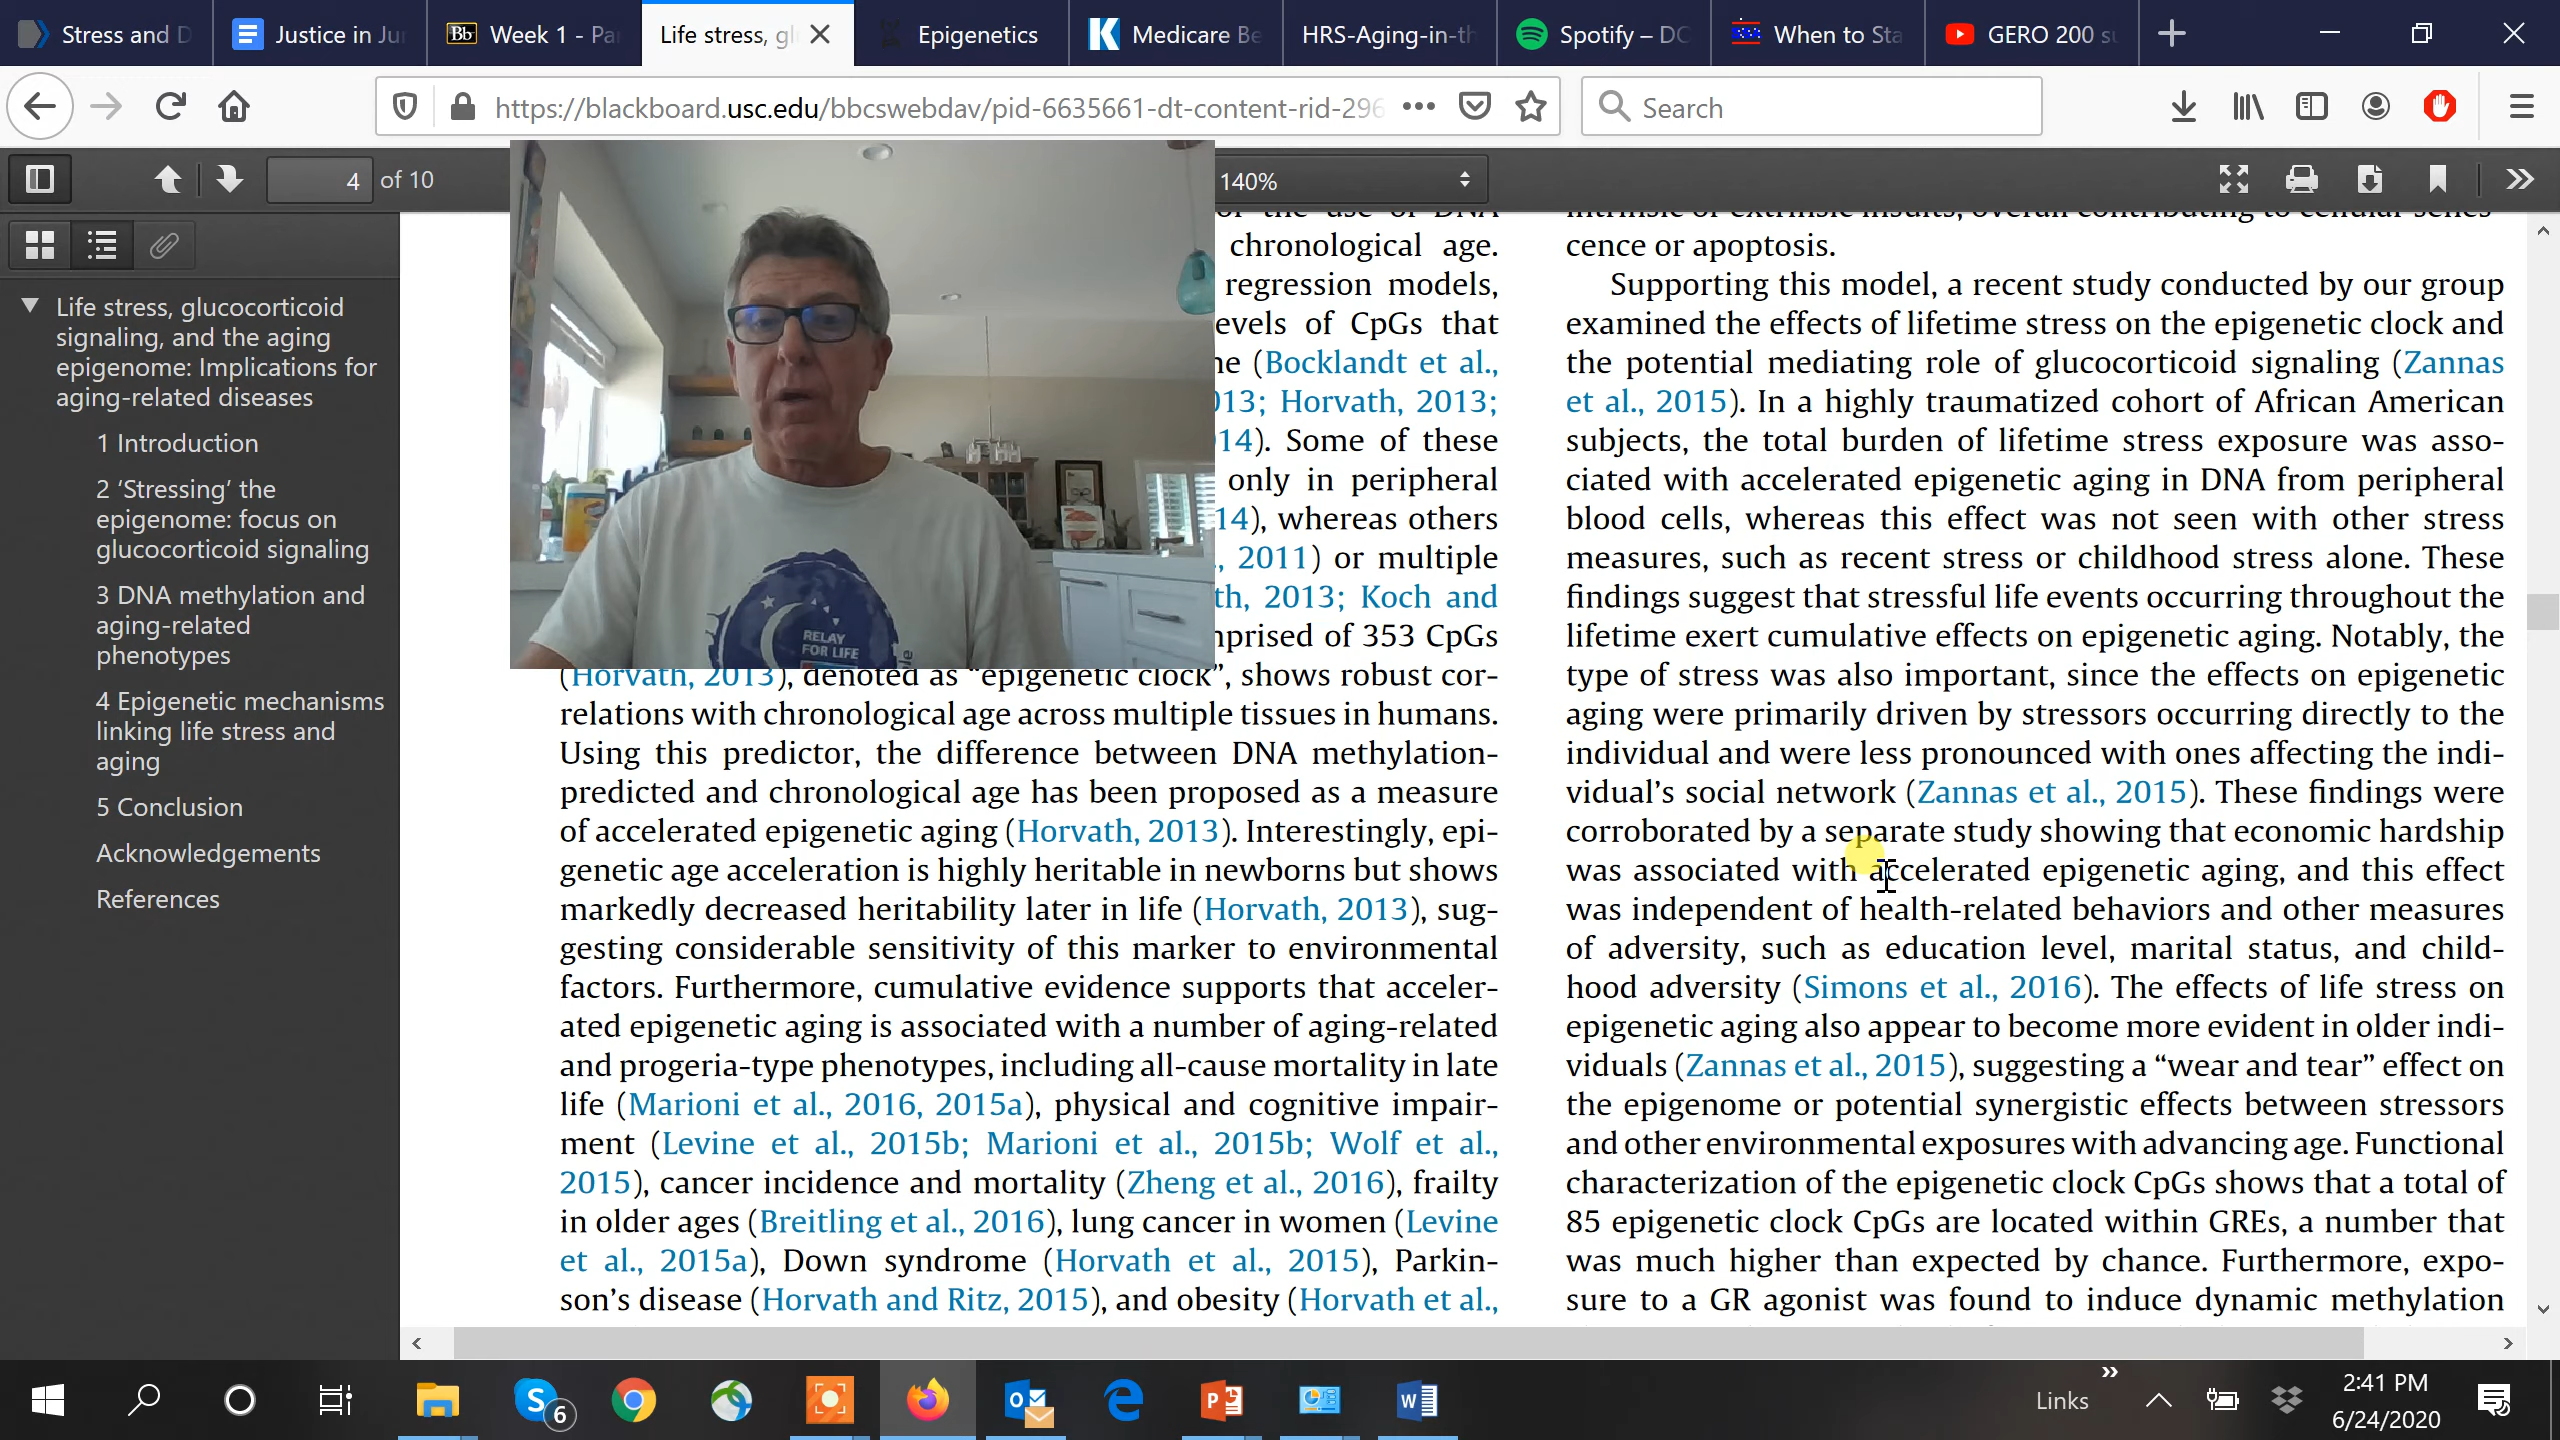 Stress and D
Justice in Ju
Bb Week 1 - Pa
Life stress, gl
Epigenetics
Medicare Be
HRS-Aging-in-th
Spotify – DC
When to Sta
GERO 200 s
https://blackboard.usc.edu/bbcswebdav/pid-6635661-dt-content-rid-296
Search
4 of 10
140%
Life stress, glucocorticoid
signaling, and the aging
epigenome: Implications for
aging-related diseases
1 Introduction
2 ‘Stressing’ the
epigenome: focus on
glucocorticoid signaling
3 DNA methylation and
aging-related
phenotypes
4 Epigenetic mechanisms
linking life stress and
aging
5 Conclusion
Acknowledgements
References
RELAY
FOR LIFE
or the use of DNA
chronological age.
regression models,
evels of CpGs that
ne (Bocklandt et al.,
013; Horvath, 2013;
14). Some of these
only in peripheral
14), whereas others
., 2011) or multiple
th, 2013; Koch and
mprised of 353 CpGs
(Horvath, 2013), denoted as “epigenetic clock”, shows robust cor-
relations with chronological age across multiple tissues in humans.
Using this predictor, the difference between DNA methylation-
predicted and chronological age has been proposed as a measure
of accelerated epigenetic aging (Horvath, 2013). Interestingly, epi-
genetic age acceleration is highly heritable in newborns but shows
markedly decreased heritability later in life (Horvath, 2013), sug-
gesting considerable sensitivity of this marker to environmental
factors. Furthermore, cumulative evidence supports that acceler-
ated epigenetic aging is associated with a number of aging-related
and progeria-type phenotypes, including all-cause mortality in late
life (Marioni et al., 2016, 2015a), physical and cognitive impair-
ment (Levine et al., 2015b; Marioni et al., 2015b; Wolf et al.,
2015), cancer incidence and mortality (Zheng et al., 2016), frailty
in older ages (Breitling et al., 2016), lung cancer in women (Levine
et al., 2015a), Down syndrome (Horvath et al., 2015), Parkin-
son’s disease (Horvath and Ritz, 2015), and obesity (Horvath et al.,
intrinsic or extrinsic insults, overall contributing to cellular senes-
cence or apoptosis.
Supporting this model, a recent study conducted by our group
examined the effects of lifetime stress on the epigenetic clock and
the potential mediating role of glucocorticoid signaling (Zannas
et al., 2015). In a highly traumatized cohort of African American
subjects, the total burden of lifetime stress exposure was asso-
ciated with accelerated epigenetic aging in DNA from peripheral
blood cells, whereas this effect was not seen with other stress
measures, such as recent stress or childhood stress alone. These
findings suggest that stressful life events occurring throughout the
lifetime exert cumulative effects on epigenetic aging. Notably, the
type of stress was also important, since the effects on epigenetic
aging were primarily driven by stressors occurring directly to the
individual and were less pronounced with ones affecting the indi-
vidual’s social network (Zannas et al., 2015). These findings were
corroborated by a separate study showing that economic hardship
was associated with accelerated epigenetic aging, and this effect
was independent of health-related behaviors and other measures
of adversity, such as education level, marital status, and child-
hood adversity (Simons et al., 2016). The effects of life stress on
epigenetic aging also appear to become more evident in older indi-
viduals (Zannas et al., 2015), suggesting a “wear and tear” effect on
the epigenome or potential synergistic effects between stressors
and other environmental exposures with advancing age. Functional
characterization of the epigenetic clock CpGs shows that a total of
85 epigenetic clock CpGs are located within GREs, a number that
was much higher than expected by chance. Furthermore, expo-
sure to a GR agonist was found to induce dynamic methylation
6
Links
2:41 PM
6/24/2020